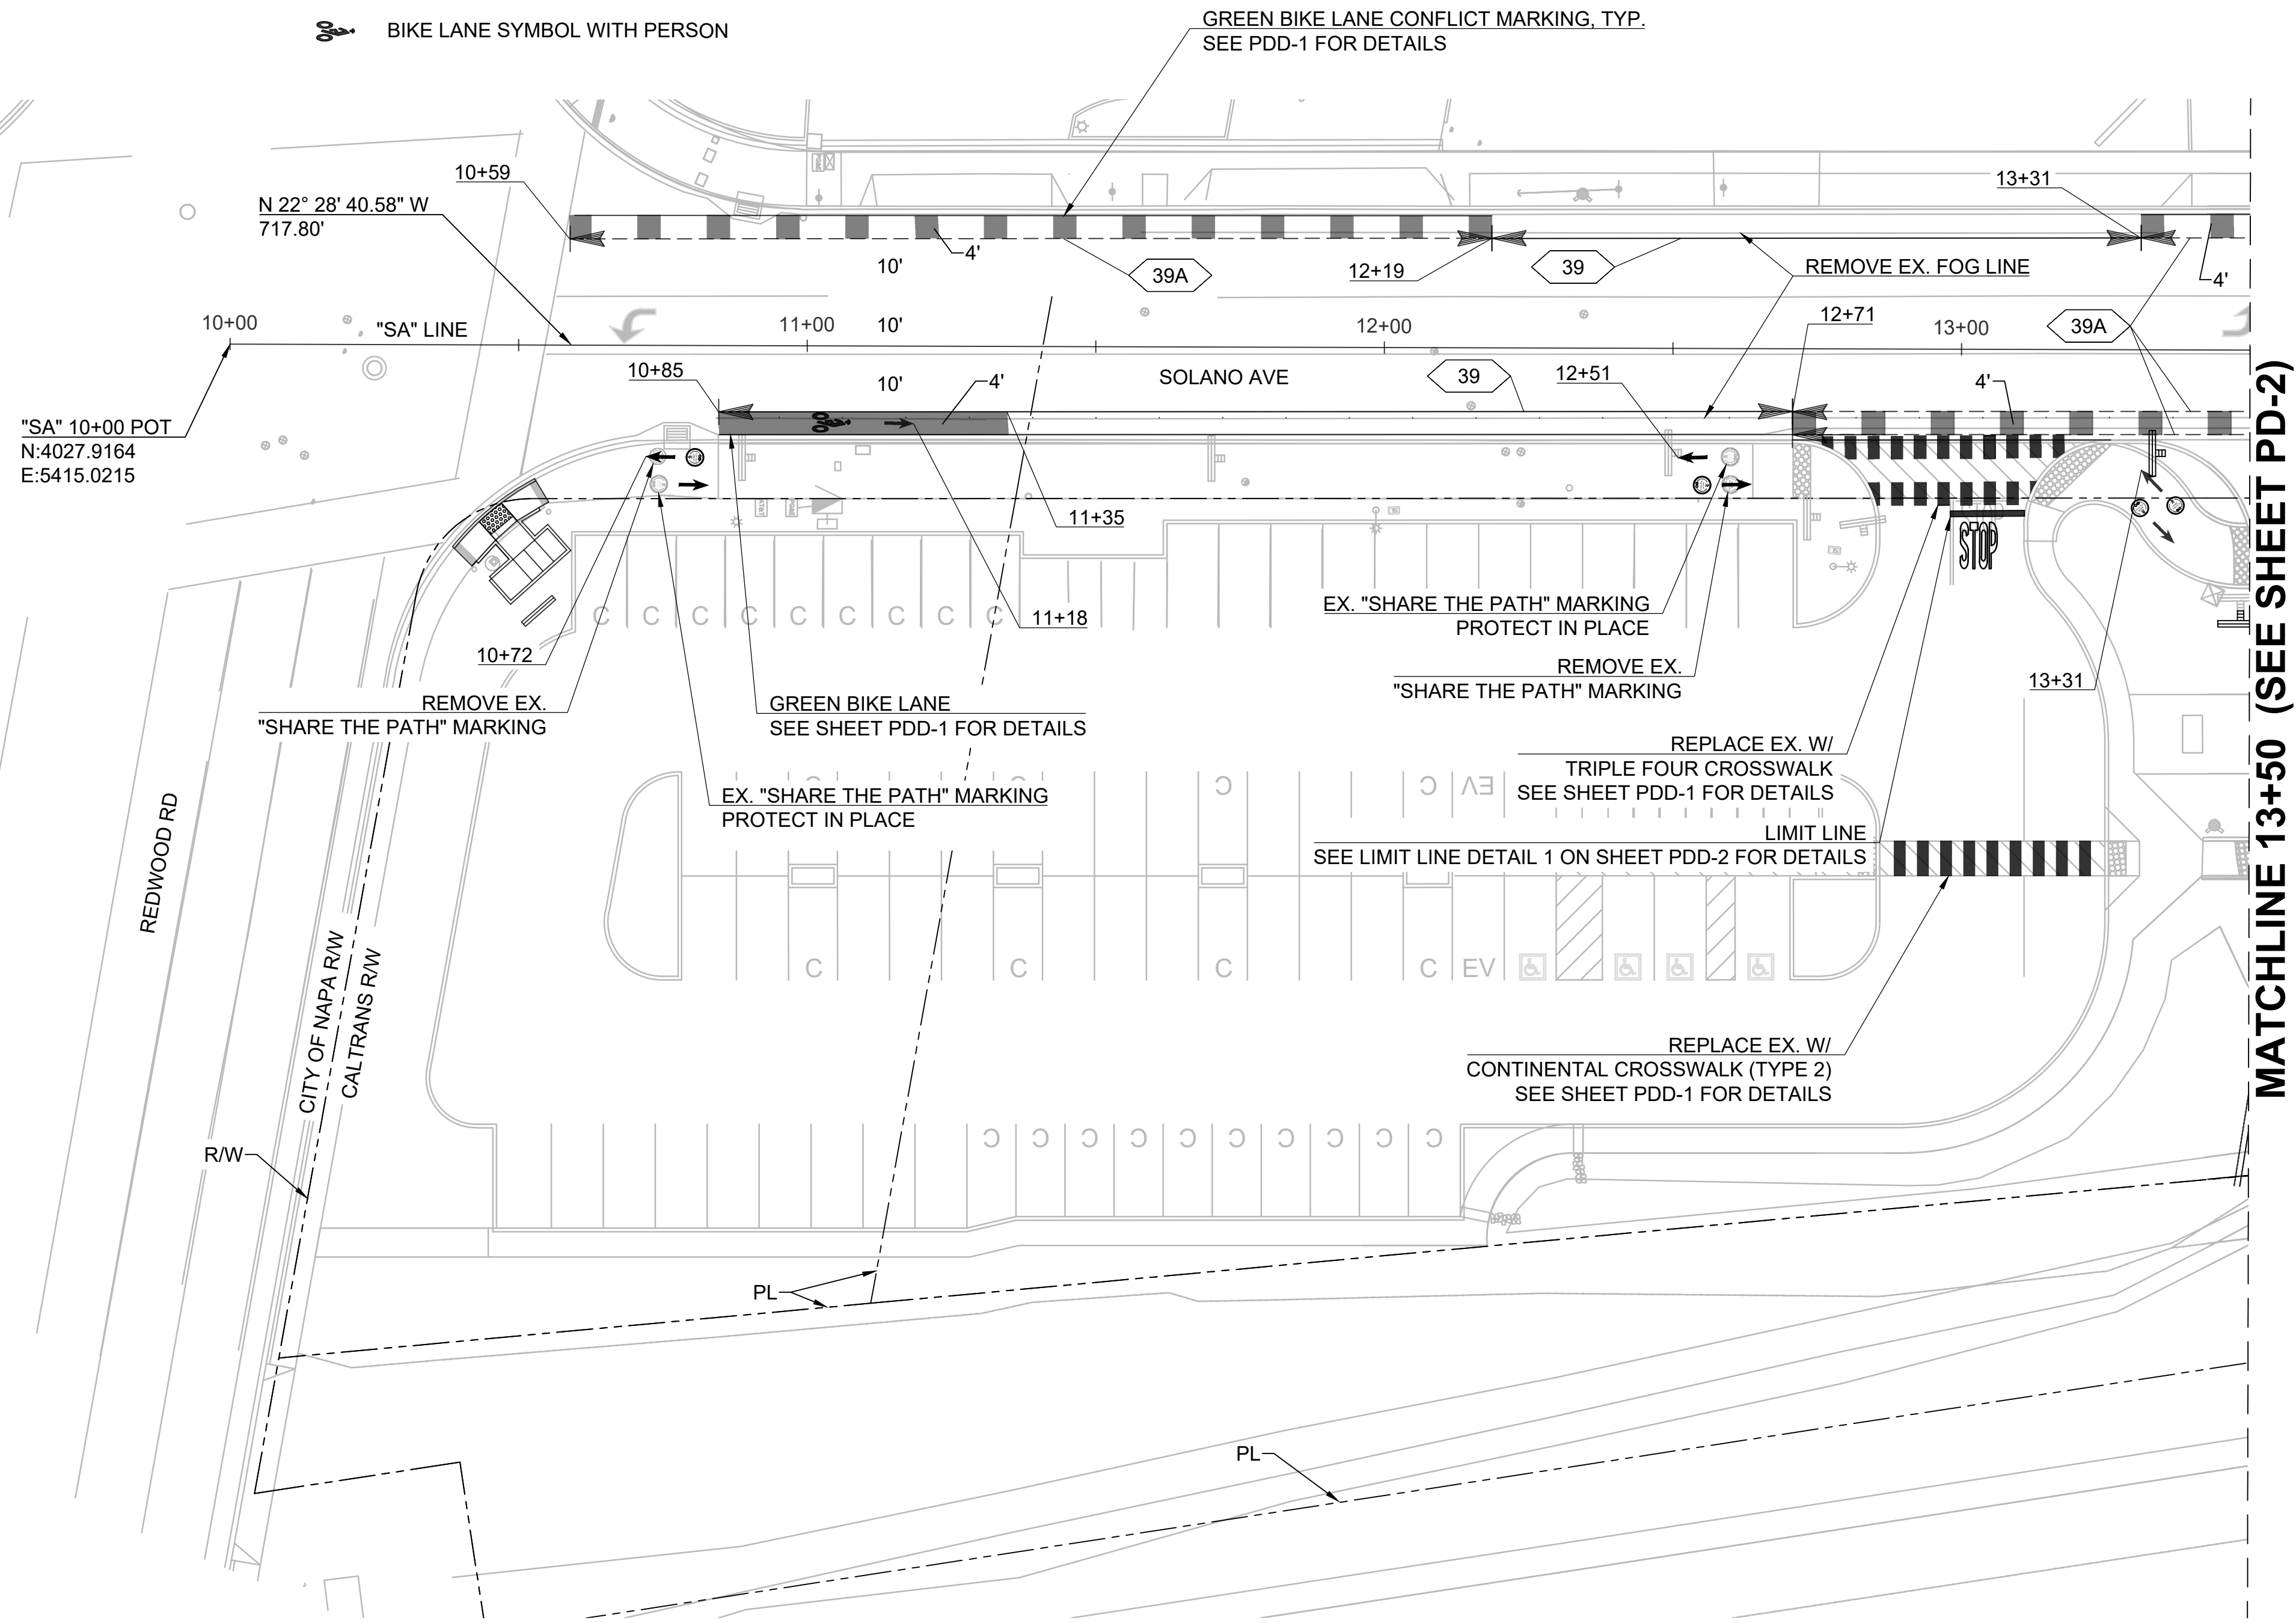 BIKE LANE SYMBOL WITH PERSON
GREEN BIKE LANE CONFLICT MARKING, TYP.
SEE PDD-1 FOR DETAILS
10+59
13+31
N 22° 28' 40.58" W
717.80'
4'
10'
39A
12+19
39
REMOVE EX. FOG LINE
4'
10+00
"SA" LINE
11+00
10'
12+00
12+71
13+00
39A
10+85
10'
4'
SOLANO AVE
39
12+51
4'
"SA" 10+00 POT
N:4027.9164
E:5415.0215
11+35
STOP
C C C C C C C C C
11+18
EX. "SHARE THE PATH" MARKING
PROTECT IN PLACE
10+72
REMOVE EX.
"SHARE THE PATH" MARKING
13+31
REMOVE EX.
"SHARE THE PATH" MARKING
GREEN BIKE LANE
SEE SHEET PDD-1 FOR DETAILS
REPLACE EX. W/
TRIPLE FOUR CROSSWALK
SEE SHEET PDD-1 FOR DETAILS
EX. "SHARE THE PATH" MARKING
PROTECT IN PLACE
C C EV
LIMIT LINE
SEE LIMIT LINE DETAIL 1 ON SHEET PDD-2 FOR DETAILS
REDWOOD RD
CITY OF NAPA R/W
CALTRANS R/W
C C C C EV
REPLACE EX. W/
CONTINENTAL CROSSWALK (TYPE 2)
SEE SHEET PDD-1 FOR DETAILS
C C C C C C C C C C
R/W
PL
PL
MATCHLINE 13+50 (SEE SHEET PD-2)